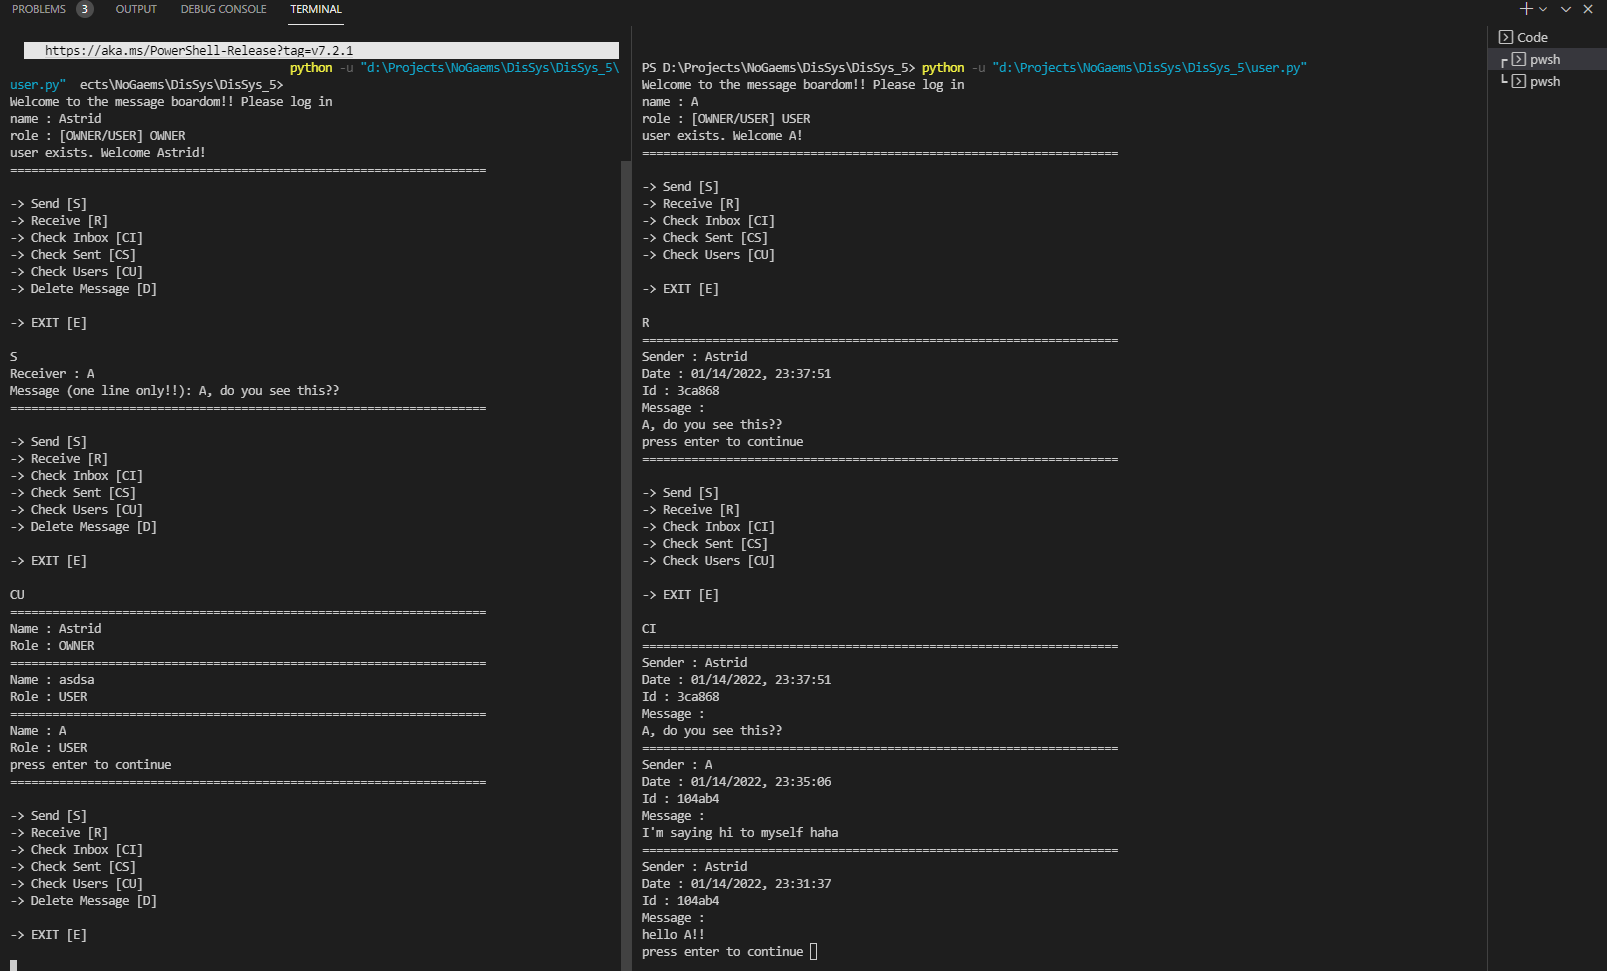 PROBLEMS 3 OUTPUT DEBUG CONSOLE TERMINAL
https://aka.ms/PowerShell-Release?tag=v7.2.1
python -u "d:\Projects\NoGaems\DisSys\DisSys_5\
user.py"  ects\NoGaems\DisSys\DisSys_5>
Welcome to the message boardom!! Please log in
name : Astrid
role : [OWNER/USER] OWNER
user exists. Welcome Astrid!
====================================================================
-> Send [S]
-> Receive [R]
-> Check Inbox [CI]
-> Check Sent [CS]
-> Check Users [CU]
-> Delete Message [D]
-> EXIT [E]
S
Receiver : A
Message (one line only!!): A, do you see this??
====================================================================
-> Send [S]
-> Receive [R]
-> Check Inbox [CI]
-> Check Sent [CS]
-> Check Users [CU]
-> Delete Message [D]
-> EXIT [E]
CU
====================================================================
Name : Astrid
Role : OWNER
====================================================================
Name : asdsa
Role : USER
====================================================================
Name : A
Role : USER
press enter to continue
====================================================================
-> Send [S]
-> Receive [R]
-> Check Inbox [CI]
-> Check Sent [CS]
-> Check Users [CU]
-> Delete Message [D]
-> EXIT [E]
PS D:\Projects\NoGaems\DisSys\DisSys_5> python -u "d:\Projects\NoGaems\DisSys\DisSys_5\user.py"
Welcome to the message boardom!! Please log in
name : A
role : [OWNER/USER] USER
user exists. Welcome A!
====================================================================
-> Send [S]
-> Receive [R]
-> Check Inbox [CI]
-> Check Sent [CS]
-> Check Users [CU]
-> EXIT [E]
R
====================================================================
Sender : Astrid
Date : 01/14/2022, 23:37:51
Id : 3ca868
Message :
A, do you see this??
press enter to continue
====================================================================
-> Send [S]
-> Receive [R]
-> Check Inbox [CI]
-> Check Sent [CS]
-> Check Users [CU]
-> EXIT [E]
CI
====================================================================
Sender : Astrid
Date : 01/14/2022, 23:37:51
Id : 3ca868
Message :
A, do you see this??
====================================================================
Sender : A
Date : 01/14/2022, 23:35:06
Id : 104ab4
Message :
I'm saying hi to myself haha
====================================================================
Sender : Astrid
Date : 01/14/2022, 23:31:37
Id : 104ab4
Message :
hello A!!
press enter to continue
Code
pwsh
pwsh